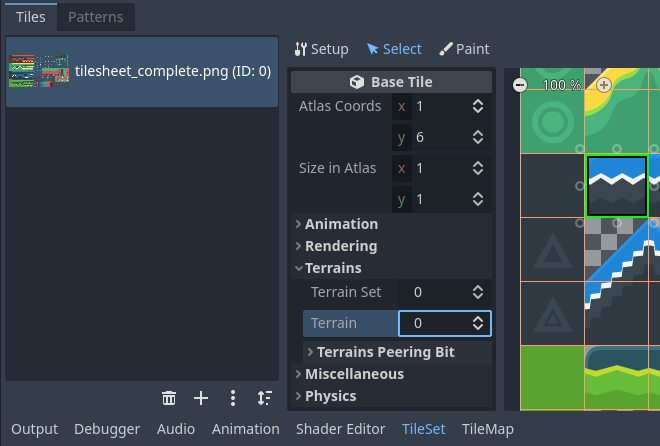 Tiles Patterns
tilesheet_complete.png (ID: 0)
Setup Select Paint
Base Tile
Atlas Coords x 1
y 6
Size in Atlas x 1
y 1
Animation
Rendering
Terrains
Terrain Set 0
Terrain 0
Terrains Peering Bit
Miscellaneous
Physics
100 %
Output Debugger Audio Animation Shader Editor TileSet TileMap